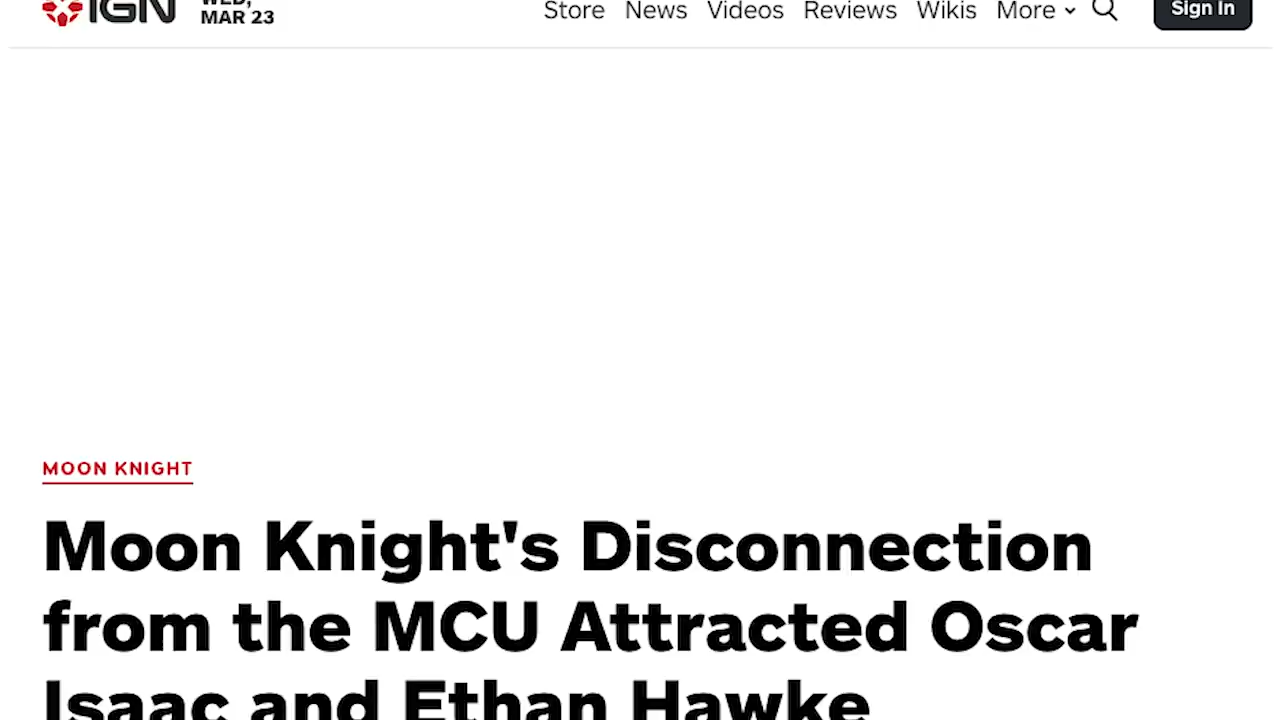 IGN
WED,
MAR 23
Store News Videos Reviews Wikis More
Sign In
MOON KNIGHT
Moon Knight's Disconnection
from the MCU Attracted Oscar
Isaac and Ethan Hawke